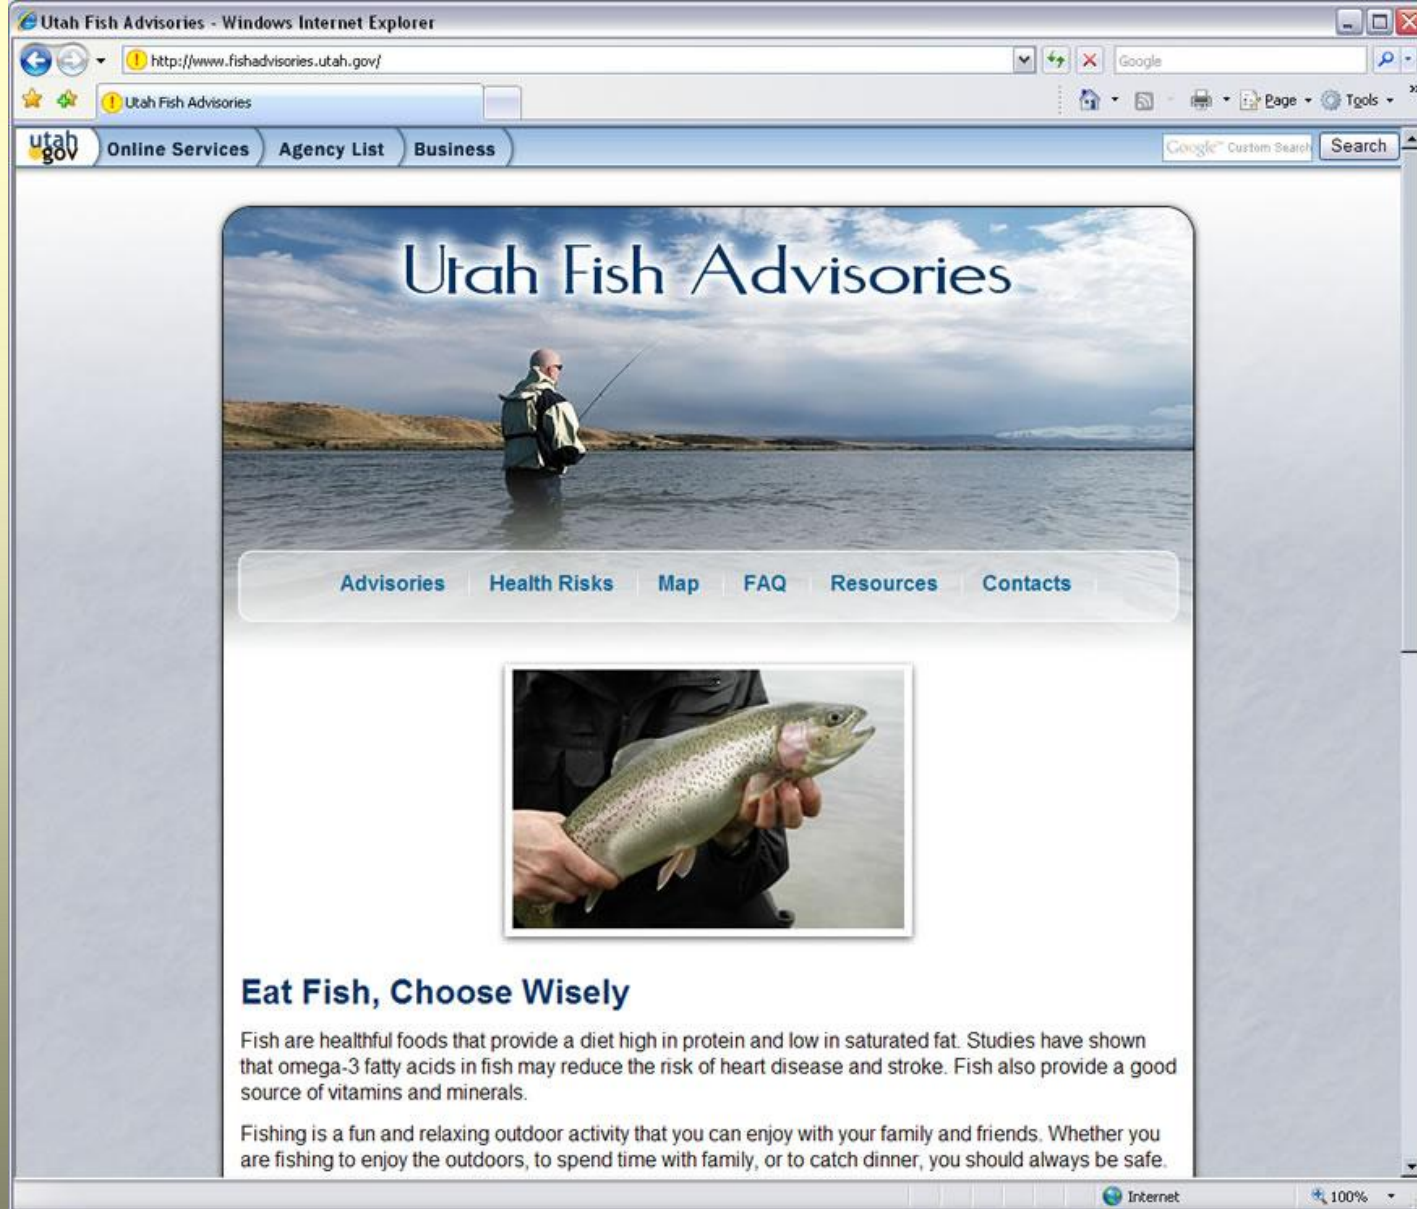 Utah Fish Advisories - Windows Internet Explorer
http://www.fishadvisories.utah.gov/
Google
Utah Fish Advisories
Page
Tools
utah
gov
Online Services
Agency List
Business
Google™ Custom Search
Search
Utah Fish Advisories
Advisories
Health Risks
Map
FAQ
Resources
Contacts
Eat Fish, Choose Wisely
Fish are healthful foods that provide a diet high in protein and low in saturated fat. Studies have shown
that omega-3 fatty acids in fish may reduce the risk of heart disease and stroke. Fish also provide a good
source of vitamins and minerals.
Fishing is a fun and relaxing outdoor activity that you can enjoy with your family and friends. Whether you
are fishing to enjoy the outdoors, to spend time with family, or to catch dinner, you should always be safe.
Internet
100%